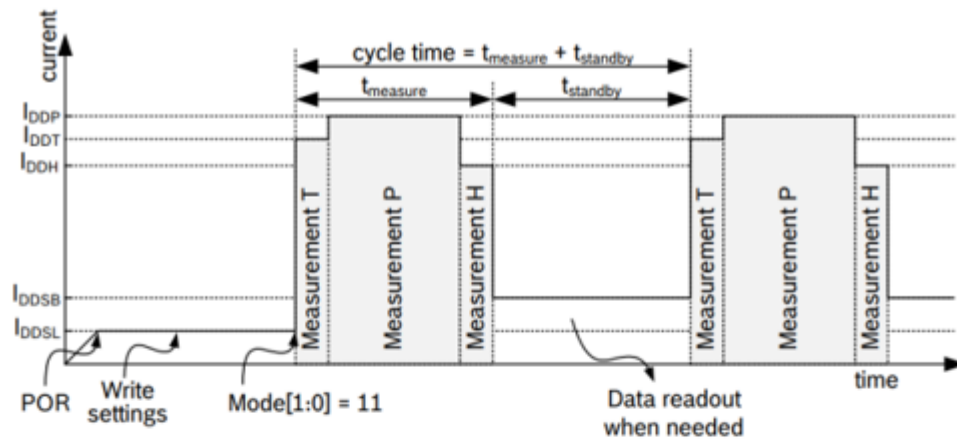 current
cycle time = tmeasure + tstandby
tmeasure
tstandby
IDDP
IDDT
IDDH
IDDSB
IDDSL
Measurement T
Measurement P
Measurement H
Measurement T
Measurement P
Measurement H
time
POR
Write
settings
Mode[1:0] = 11
Data readout
when needed